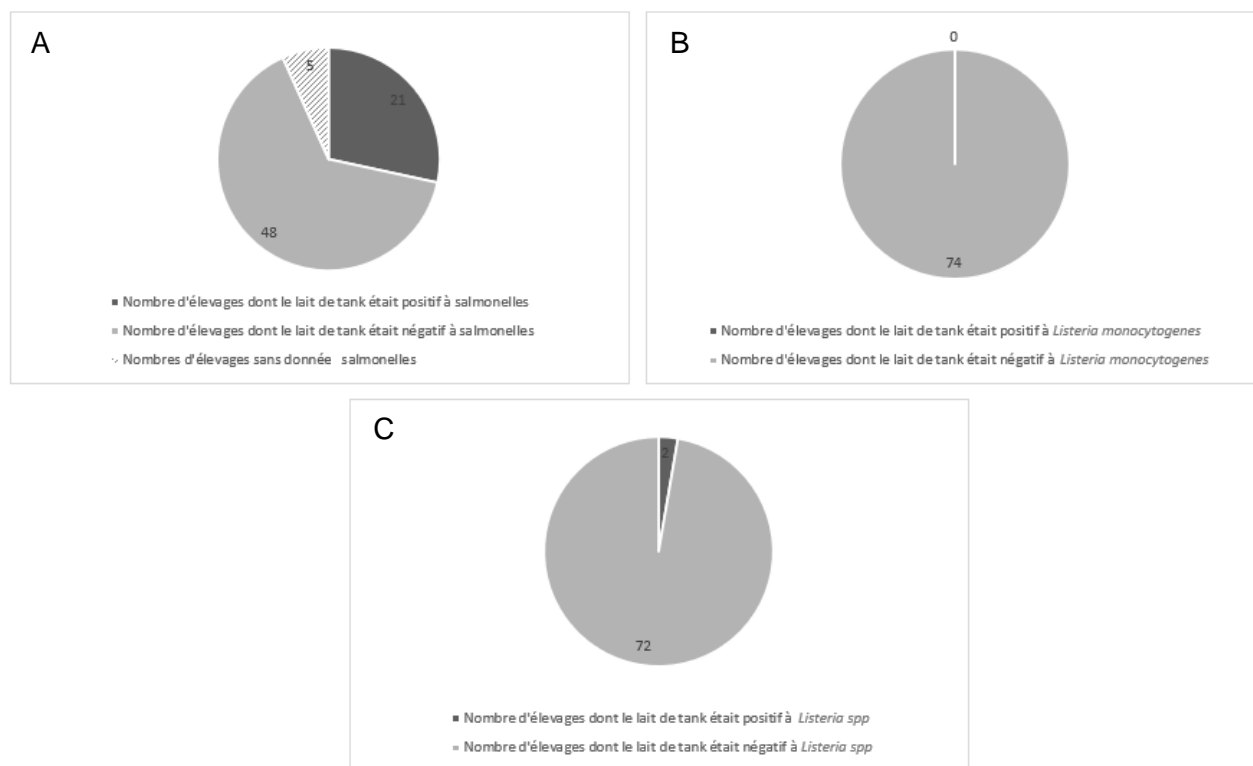 A
5
21
48
Nombre d'élevages dont le lait de tank était positif à salmonelles
Nombre d'élevages dont le lait de tank était négatif à salmonelles
Nombres d'élevages sans donnée salmonelles
B
0
74
Nombre d'élevages dont le lait de tank était positif à Listeria monocytogenes
Nombre d'élevages dont le lait de tank était négatif à Listeria monocytogenes
C
2
72
Nombre d'élevages dont le lait de tank était positif à Listeria spp
Nombre d'élevages dont le lait de tank était négatif à Listeria spp